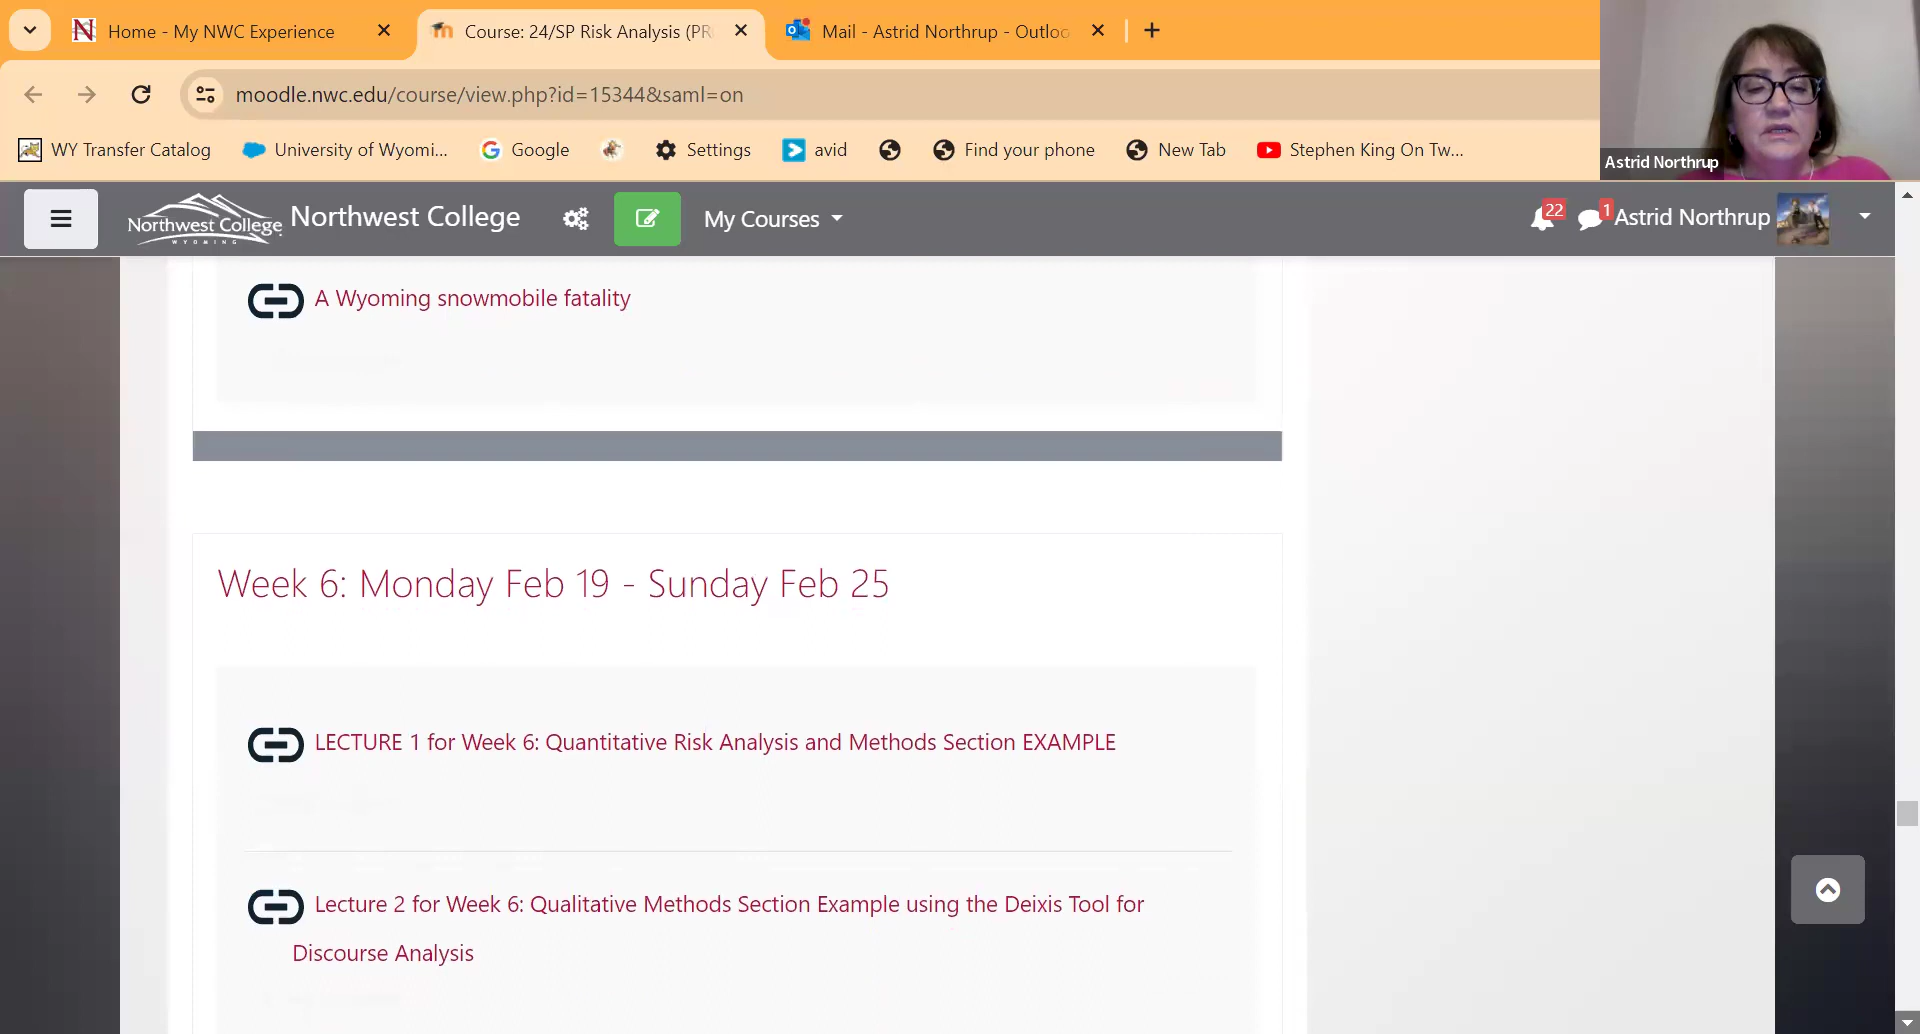 Home - My NWC Experience
Course: 24/SP Risk Analysis (PR
Mail - Astrid Northrup - Outloo
moodle.nwc.edu/course/view.php?id=15344&saml=on
WY Transfer Catalog
University of Wyomi...
Google
Settings
avid
Find your phone
New Tab
Stephen King On Tw...
Astrid Northrup
Northwest College
WYOMING
Northwest College
My Courses
22
1
Astrid Northrup
A Wyoming snowmobile fatality
Week 6: Monday Feb 19 - Sunday Feb 25
LECTURE 1 for Week 6: Quantitative Risk Analysis and Methods Section EXAMPLE
Lecture 2 for Week 6: Qualitative Methods Section Example using the Deixis Tool for
Discourse Analysis